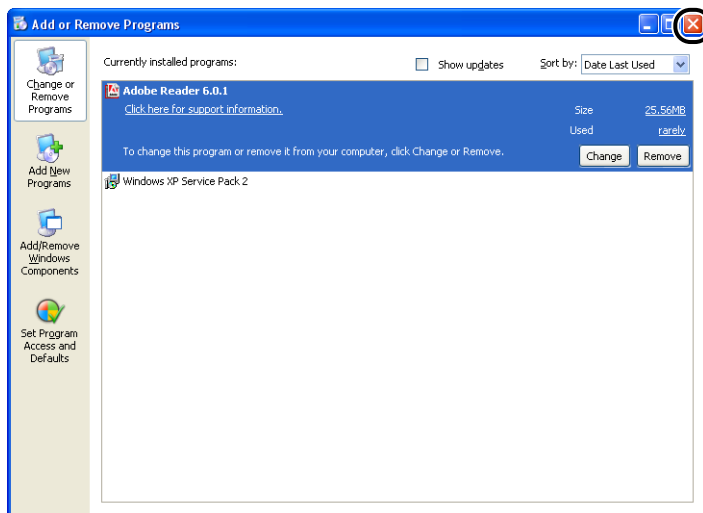 Add or Remove Programs
Change or
Remove
Programs
Add New
Programs
Add/Remove
Windows
Components
Set Program
Access and
Defaults
Currently installed programs:
Show updates
Sort by: Date Last Used
Adobe Reader 6.0.1
Click here for support information.
Size 25.56MB
Used rarely
To change this program or remove it from your computer, click Change or Remove.
Change Remove
Windows XP Service Pack 2